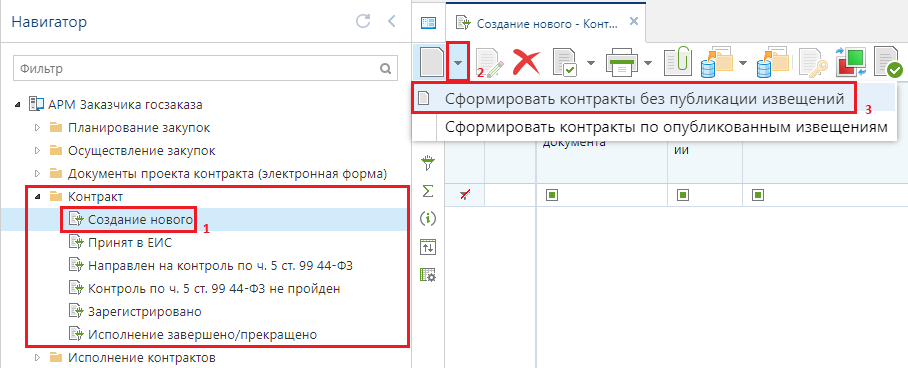 Навигатор
Фильтр
АРМ Заказчика госзаказа
Планирование закупок
Осуществление закупок
Документы проекта контракта (электронная форма)
Контракт
Создание нового
1
Принят в ЕИС
Направлен на контроль по ч. 5 ст. 99 44-ФЗ
Контроль по ч. 5 ст. 99 44-ФЗ не пройден
Зарегистрировано
Исполнение завершено/прекращено
Исполнение контрактов
Создание нового - Конт...
2
Сформировать контракты без публикации извещений
3
Сформировать контракты по опубликованным извещениям
документа
ии